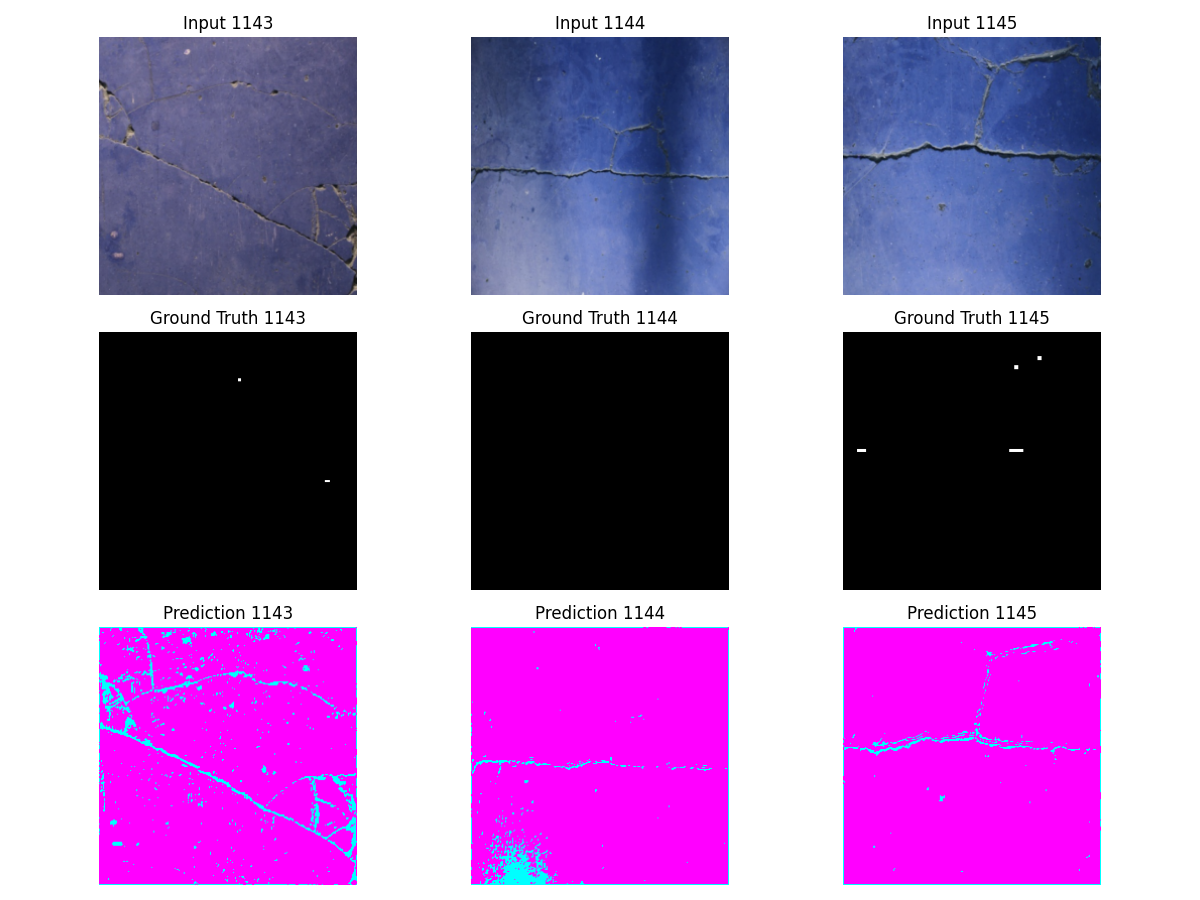 Input 1143
Input 1144
Input 1145
Ground Truth 1143
Ground Truth 1144
Ground Truth 1145
Prediction 1143
Prediction 1144
Prediction 1145